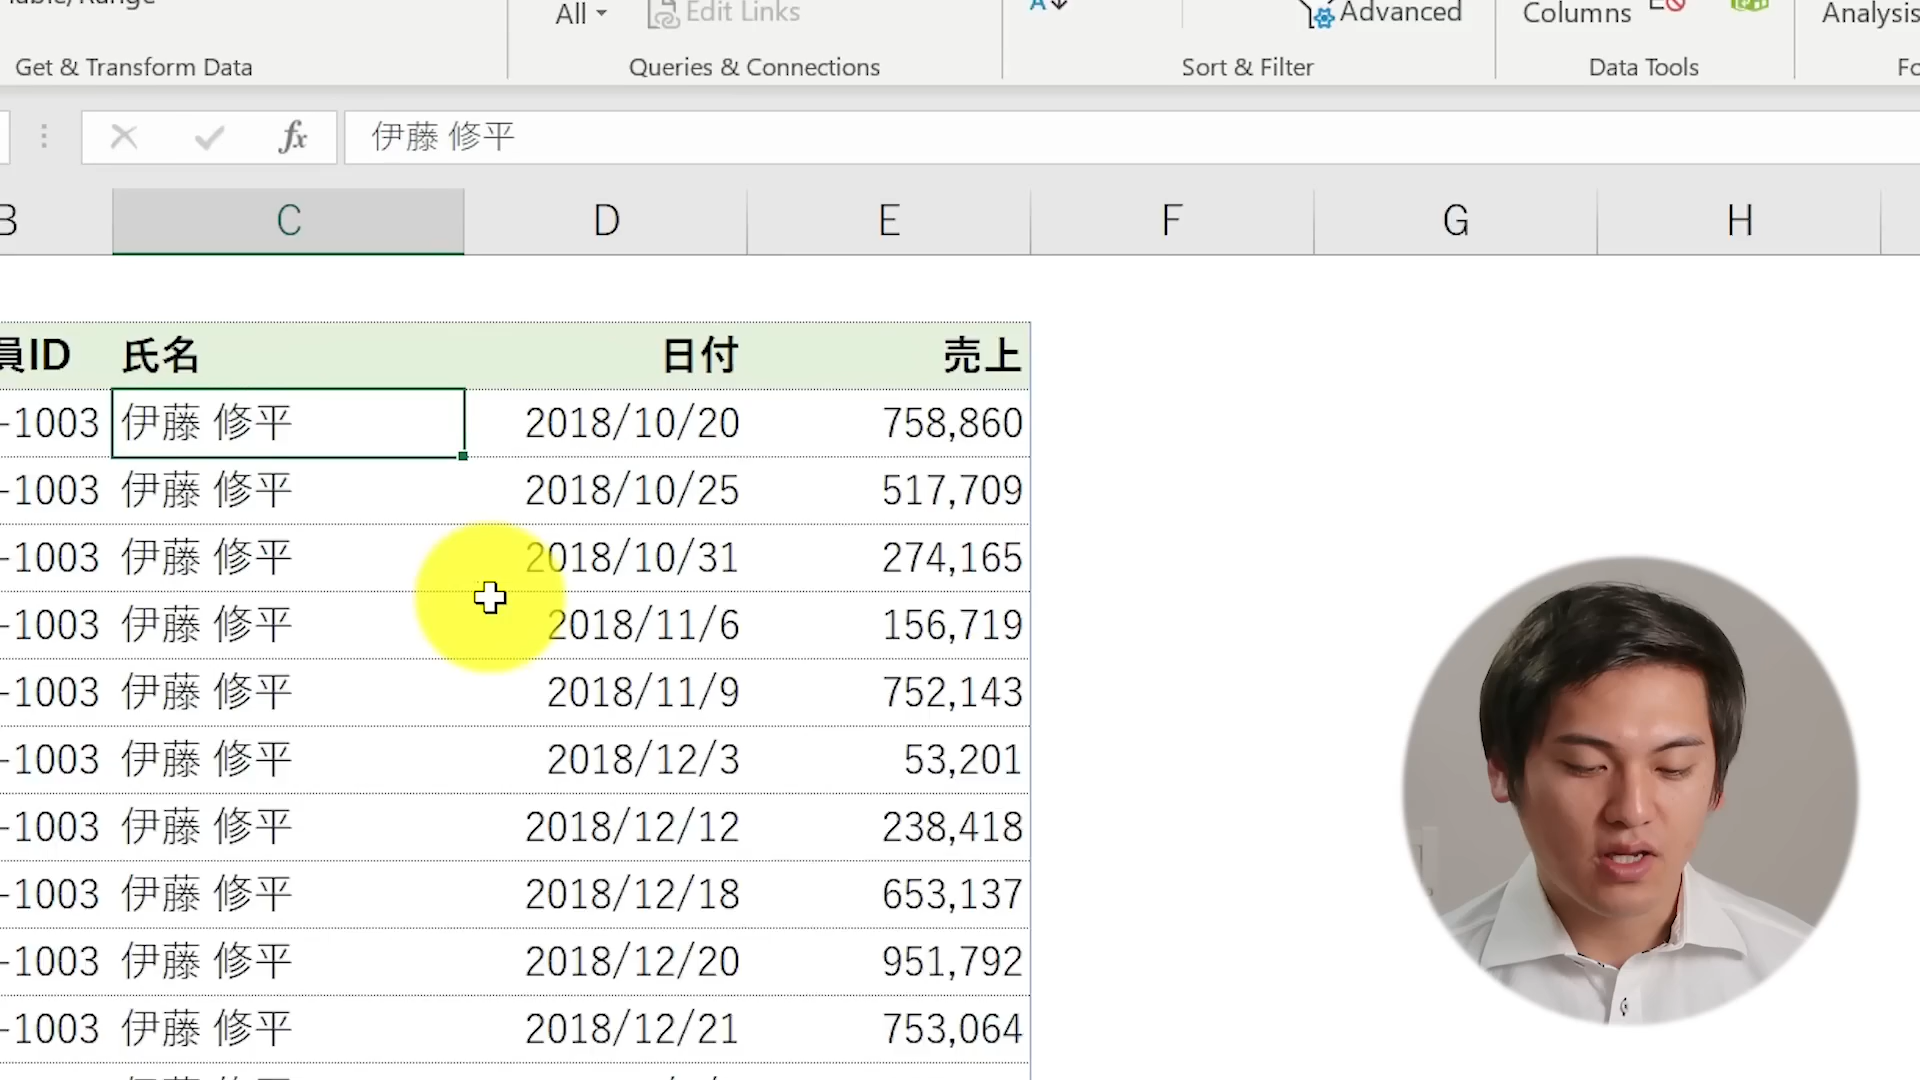 All Edit Links Advanced Columns Analysis
Get & Transform Data Queries & Connections Sort & Filter Data Tools
fx 伊藤 修平
B C D E F G H
員ID 氏名 日付 売上
-1003 伊藤 修平 2018/10/20 758,860
-1003 伊藤 修平 2018/10/25 517,709
-1003 伊藤 修平 2018/10/31 274,165
-1003 伊藤 修平 2018/11/6 156,719
-1003 伊藤 修平 2018/11/9 752,143
-1003 伊藤 修平 2018/12/3 53,201
-1003 伊藤 修平 2018/12/12 238,418
-1003 伊藤 修平 2018/12/18 653,137
-1003 伊藤 修平 2018/12/20 951,792
-1003 伊藤 修平 2018/12/21 753,064